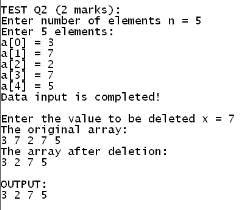 TEST Q2 (2 marks):
Enter number of elements n = 5
Enter 5 elements:
a[0] = 3
a[1] = 7
a[2] = 2
a[3] = 7
a[4] = 5
Data input is completed!
Enter the value to be deleted x = 7
The original array:
3 7 2 7 5
The array after deletion:
3 2 7 5
OUTPUT:
3 2 7 5